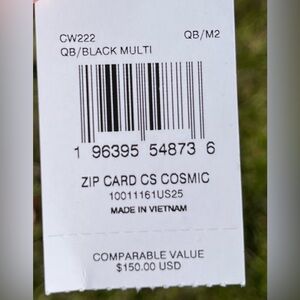 CW222 QB/M2
QB/BLACK MULTI
1 96395 54873 6
ZIP CARD CS COSMIC
10011161US25
MADE IN VIETNAM
COMPARABLE VALUE
$150.00 USD